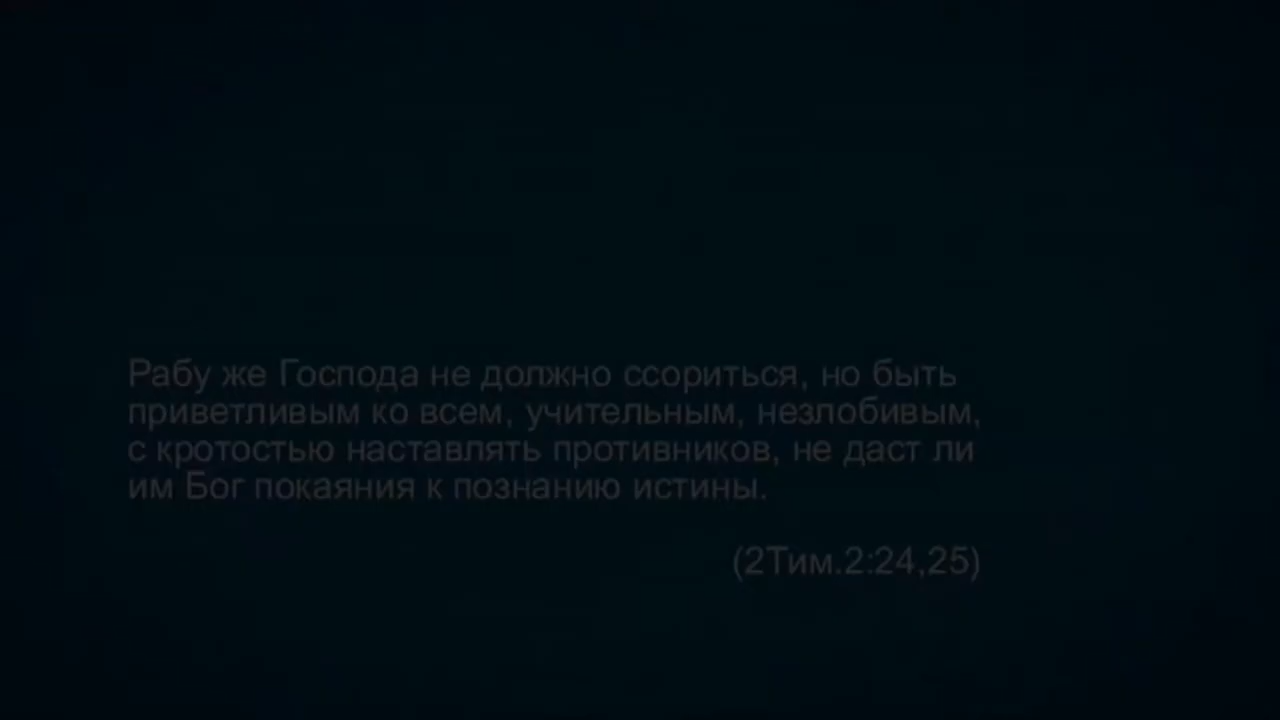 Рабу же Господа не должно ссориться, но быть
приветливым ко всем, учительным, незлобивым,
с кротостью наставлять противников, не даст ли
им Бог покаяния к познанию истины.
(2Тим.2:24,25)